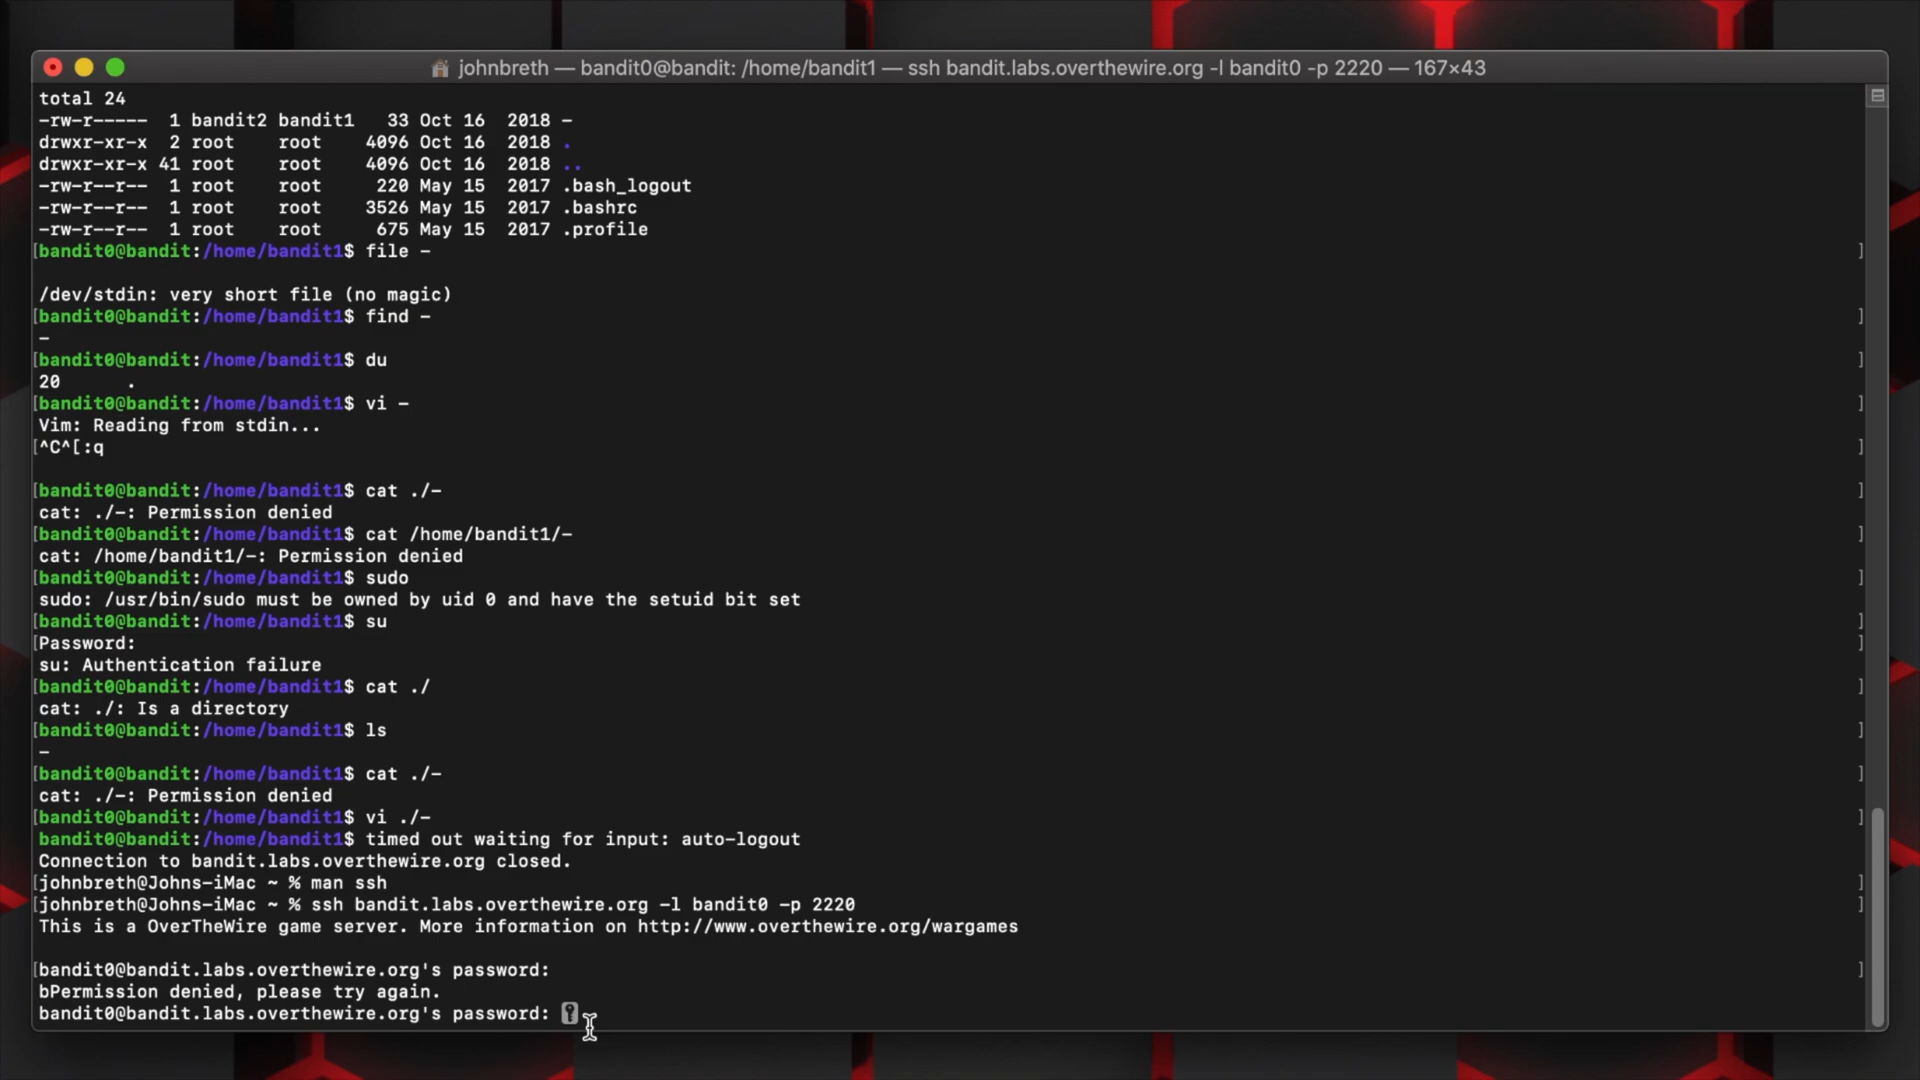 johnbreth — bandit0@bandit: /home/bandit1 — ssh bandit.labs.overthewire.org -l bandit0 -p 2220 — 167×43
total 24
-rw-r-----  1 bandit2 bandit1   33 Oct 16  2018 -
drwxr-xr-x  2 root    root    4096 Oct 16  2018 .
drwxr-xr-x 41 root    root    4096 Oct 16  2018 ..
-rw-r--r--  1 root    root     220 May 15  2017 .bash_logout
-rw-r--r--  1 root    root    3526 May 15  2017 .bashrc
-rw-r--r--  1 root    root     675 May 15  2017 .profile
[bandit0@bandit:/home/bandit1$ file - ]
/dev/stdin: very short file (no magic)
[bandit0@bandit:/home/bandit1$ find - ]
-
[bandit0@bandit:/home/bandit1$ du ]
20      .
[bandit0@bandit:/home/bandit1$ vi - ]
Vim: Reading from stdin...
[^C^[:q ]
[bandit0@bandit:/home/bandit1$ cat ./- ]
cat: ./-: Permission denied
[bandit0@bandit:/home/bandit1$ cat /home/bandit1/- ]
cat: /home/bandit1/-: Permission denied
[bandit0@bandit:/home/bandit1$ sudo ]
sudo: /usr/bin/sudo must be owned by uid 0 and have the setuid bit set
[bandit0@bandit:/home/bandit1$ su ]
[Password: ]
su: Authentication failure
[bandit0@bandit:/home/bandit1$ cat ./ ]
cat: ./: Is a directory
[bandit0@bandit:/home/bandit1$ ls ]
-
[bandit0@bandit:/home/bandit1$ cat ./- ]
cat: ./-: Permission denied
[bandit0@bandit:/home/bandit1$ vi ./- ]
bandit0@bandit:/home/bandit1$ timed out waiting for input: auto-logout
Connection to bandit.labs.overthewire.org closed.
[johnbreth@Johns-iMac ~ % man ssh ]
[johnbreth@Johns-iMac ~ % ssh bandit.labs.overthewire.org -l bandit0 -p 2220 ]
This is a OverTheWire game server. More information on http://www.overthewire.org/wargames
[bandit0@bandit.labs.overthewire.org's password: ]
bPermission denied, please try again.
bandit0@bandit.labs.overthewire.org's password: